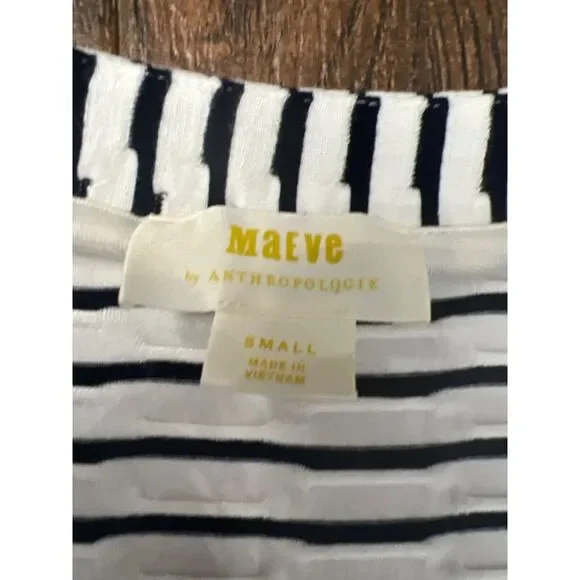 MaEVe
by ANTHROPOLOGIE
SMALL
MADE IN
VIETNAM